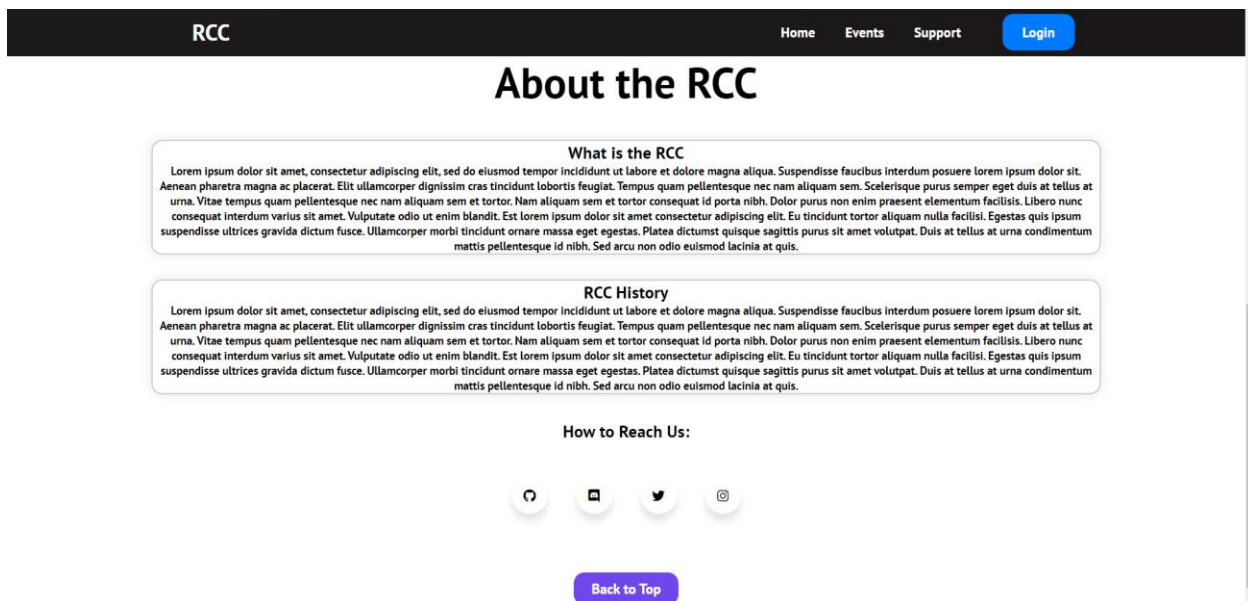 RCC
Home
Events
Support
Login
About the RCC
What is the RCC
Lorem ipsum dolor sit amet, consectetur adipiscing elit, sed do eiusmod tempor incididunt ut labore et dolore magna aliqua. Suspendisse faucibus interdum posuere lorem ipsum dolor sit.
Aenean pharetra magna ac placerat. Elit ullamcorper dignissim cras tincidunt lobortis feugiat. Tempus quam pellentesque nec nam aliquam sem. Scelerisque purus semper eget duis at tellus at
urna. Vitae tempus quam pellentesque nec nam aliquam sem et tortor. Nam aliquam sem et tortor consequat id porta nibh. Dolor purus non enim praesent elementum facilisis. Libero nunc
consequat interdum varius sit amet. Vulputate odio ut enim blandit. Est lorem ipsum dolor sit amet consectetur adipiscing elit. Eu tincidunt tortor aliquam nulla facilisi. Egestas quis ipsum
suspendisse ultrices gravida dictum fusce. Ullamcorper morbi tincidunt ornare massa eget egestas. Platea dictumst quisque sagittis purus sit amet volutpat. Duis at tellus at urna condimentum
mattis pellentesque id nibh. Sed arcu non odio euismod lacinia at quis.
RCC History
Lorem ipsum dolor sit amet, consectetur adipiscing elit, sed do eiusmod tempor incididunt ut labore et dolore magna aliqua. Suspendisse faucibus interdum posuere lorem ipsum dolor sit.
Aenean pharetra magna ac placerat. Elit ullamcorper dignissim cras tincidunt lobortis feugiat. Tempus quam pellentesque nec nam aliquam sem. Scelerisque purus semper eget duis at tellus at
urna. Vitae tempus quam pellentesque nec nam aliquam sem et tortor. Nam aliquam sem et tortor consequat id porta nibh. Dolor purus non enim praesent elementum facilisis. Libero nunc
consequat interdum varius sit amet. Vulputate odio ut enim blandit. Est lorem ipsum dolor sit amet consectetur adipiscing elit. Eu tincidunt tortor aliquam nulla facilisi. Egestas quis ipsum
suspendisse ultrices gravida dictum fusce. Ullamcorper morbi tincidunt ornare massa eget egestas. Platea dictumst quisque sagittis purus sit amet volutpat. Duis at tellus at urna condimentum
mattis pellentesque id nibh. Sed arcu non odio euismod lacinia at quis.
How to Reach Us:
Back to Top